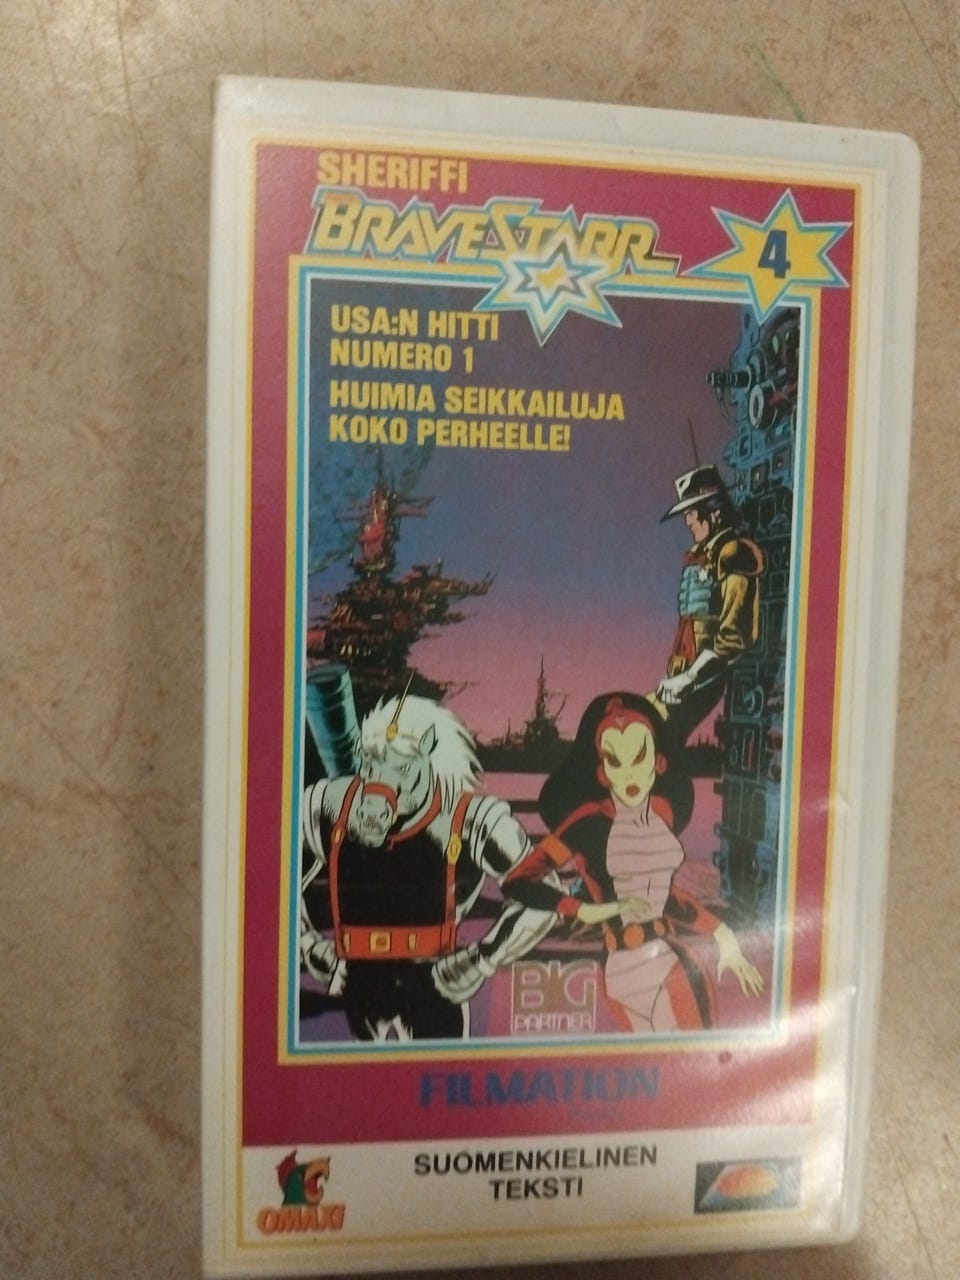 SHERIFFI
BRAVESTARR
4
USA:N HITTI
NUMERO 1
HUIMIA SEIKKAILUJA
KOKO PERHEELLE!
BIG
PARTNER
FILMATION
OMAXI
SUOMENKIELINEN
TEKSTI